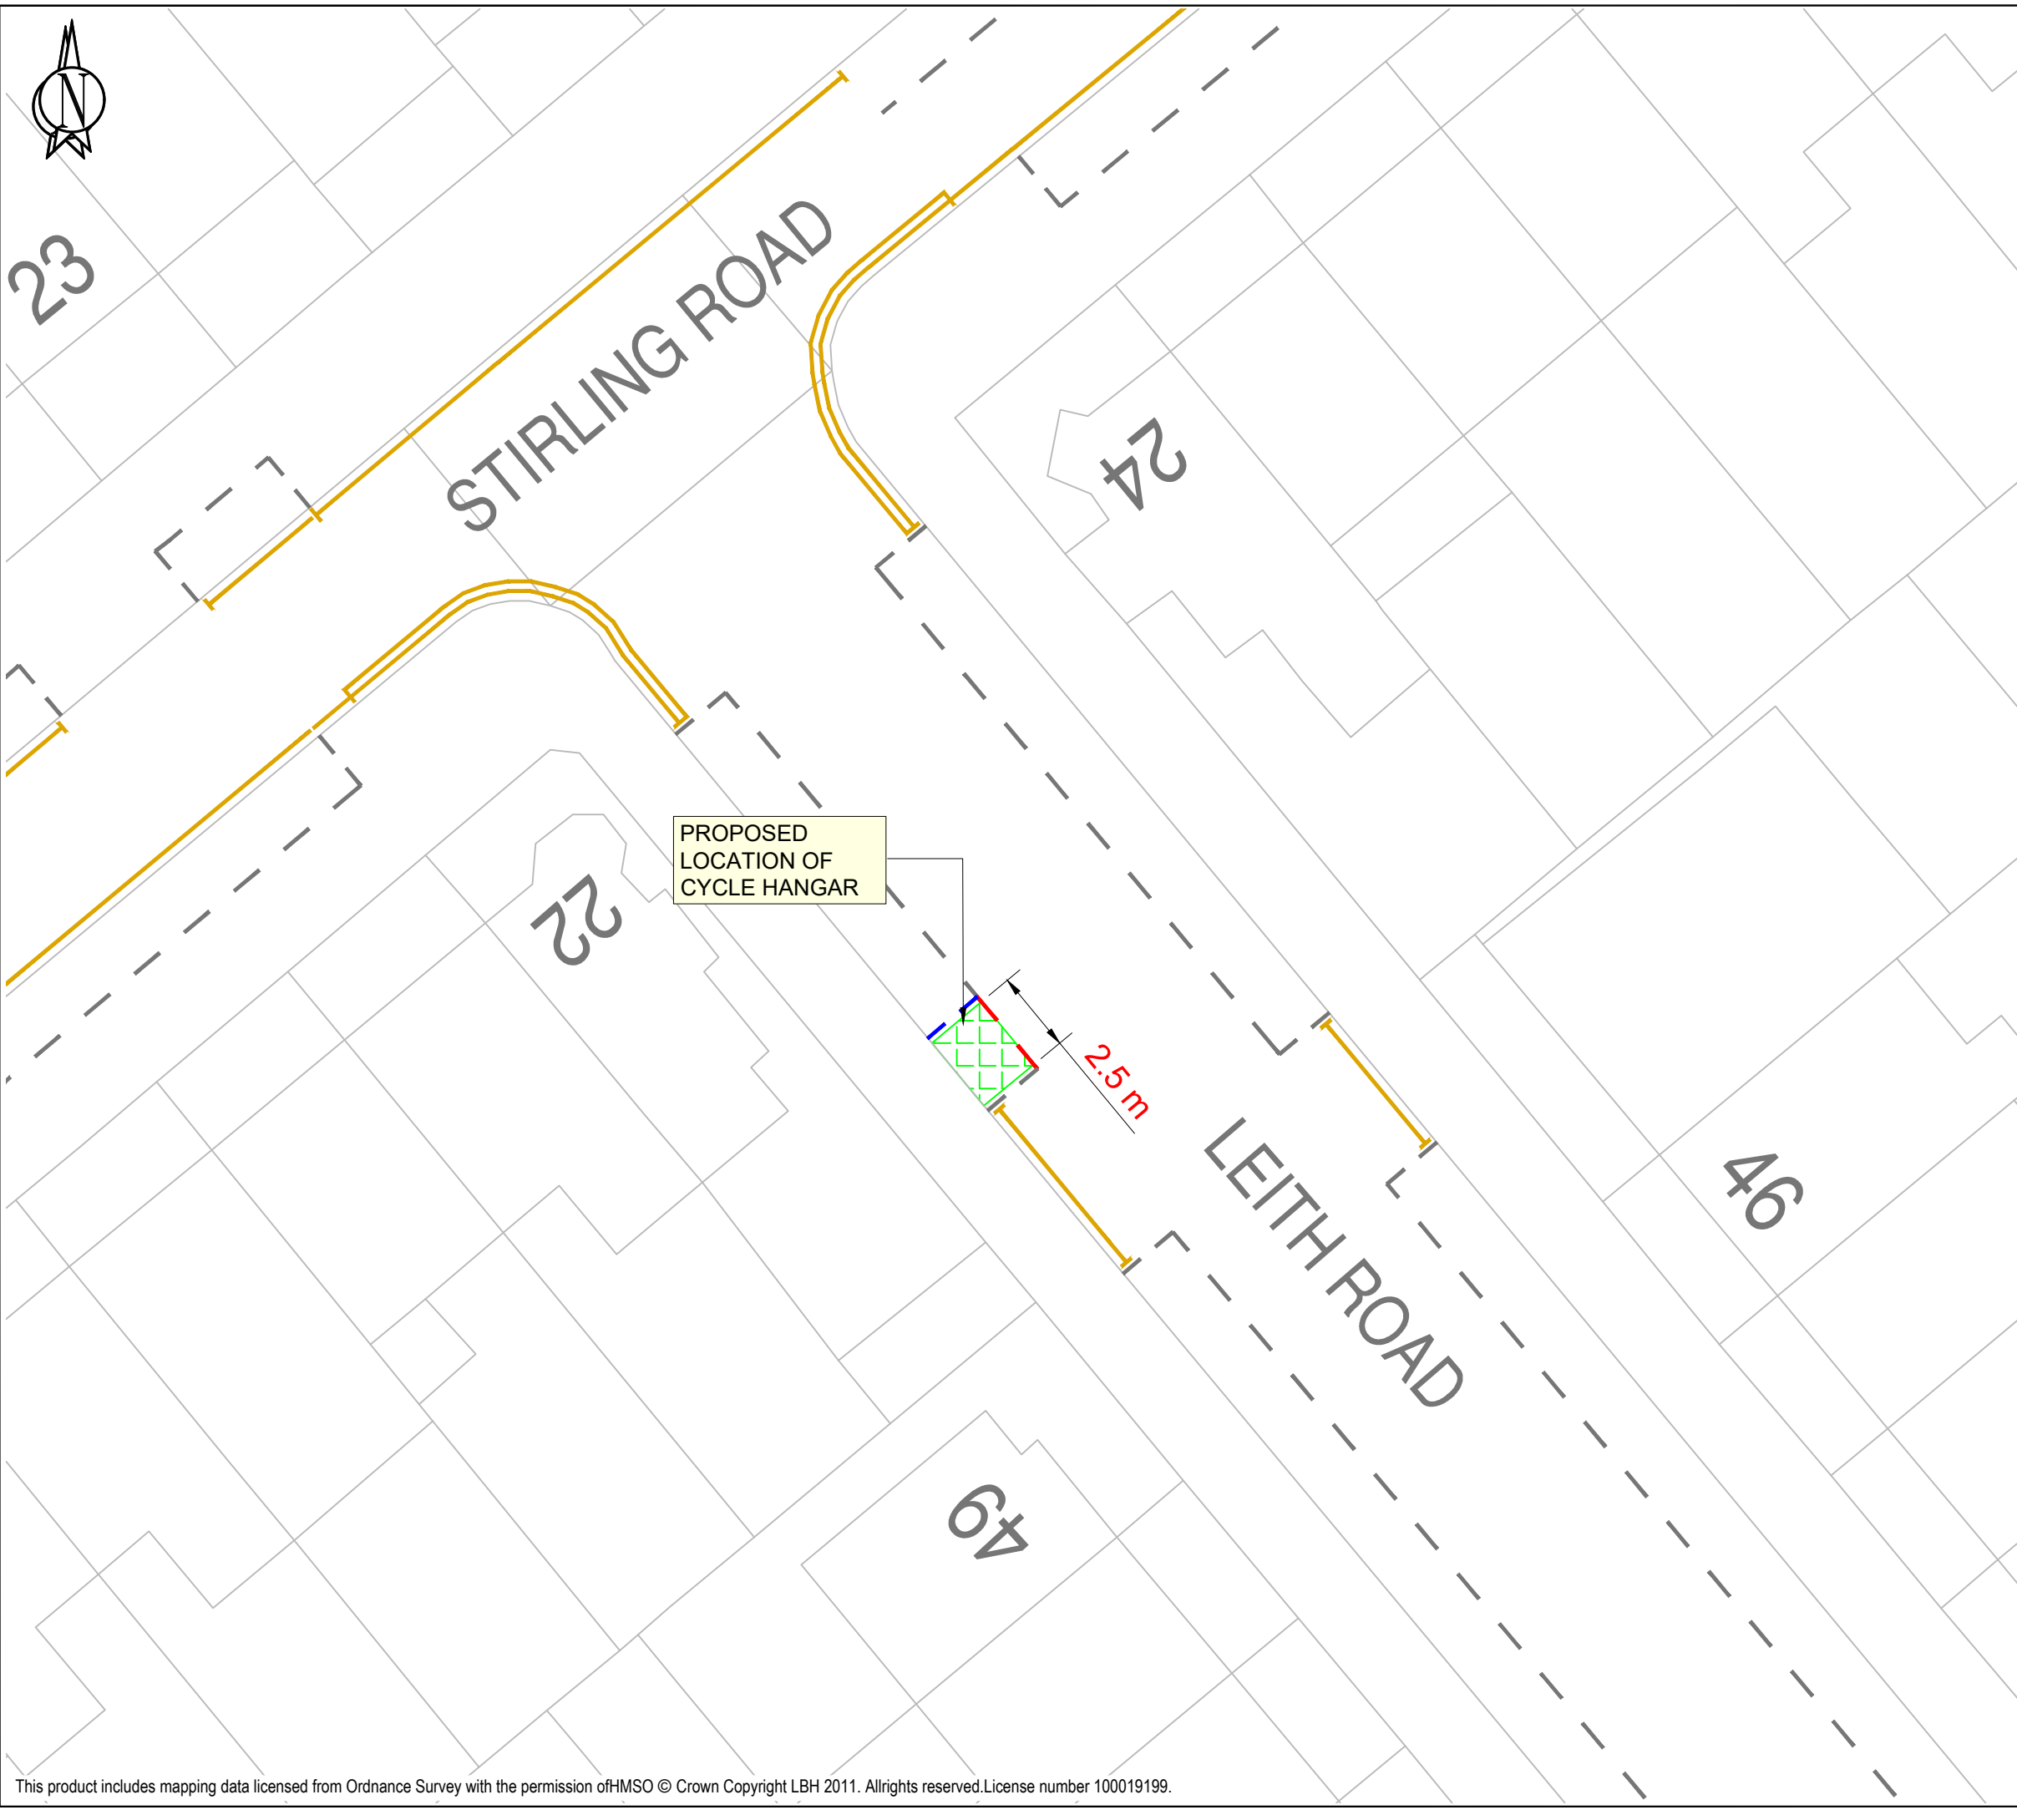 N
23
STIRLING ROAD
24
22
PROPOSED
LOCATION OF
CYCLE HANGAR
2.5 m
LEITH ROAD
46
49
This product includes mapping data licensed from Ordnance Survey with the permission ofHMSO © Crown Copyright LBH 2011. Allrights reserved.License number 100019199.